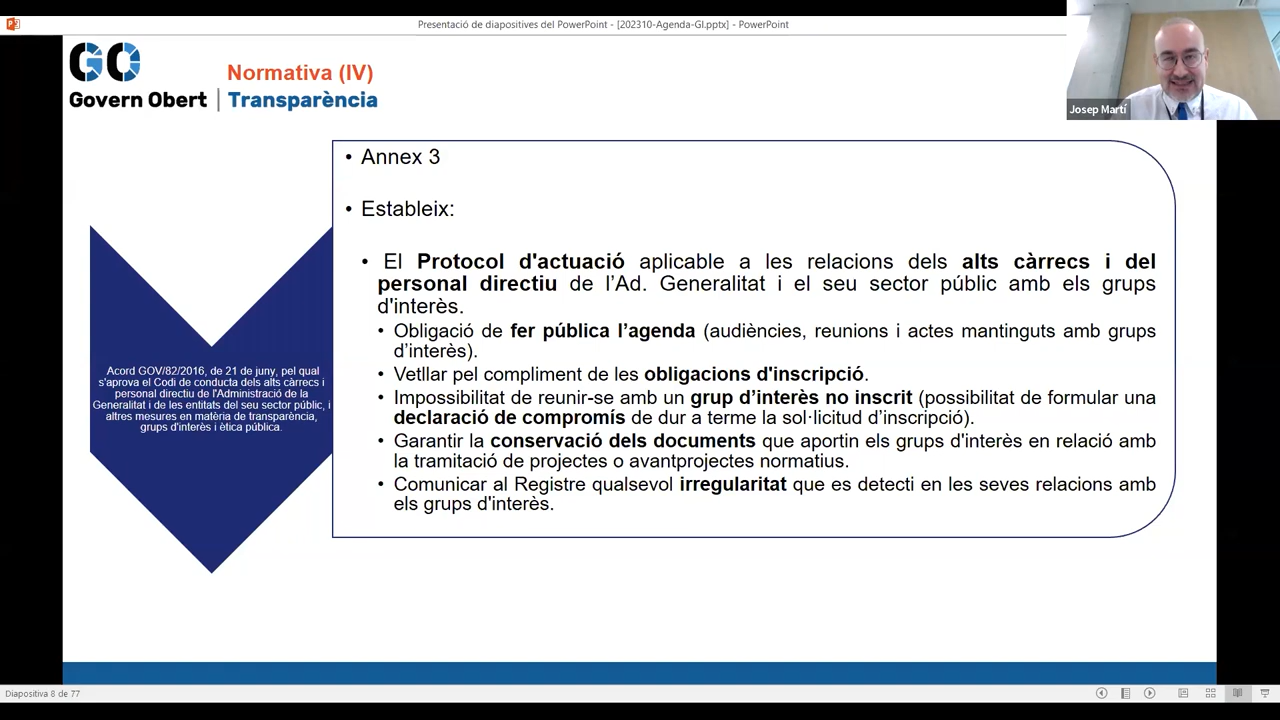 Presentació de diapositives del PowerPoint - [202310-Agenda-GI.pptx] - PowerPoint
GO
Normativa (IV)
Govern Obert | Transparència
Josep Martí
• Annex 3
• Estableix:
• El Protocol d'actuació aplicable a les relacions dels alts càrrecs i del
personal directiu de l’Ad. Generalitat i el seu sector públic amb els grups
d'interès.
• Obligació de fer pública l’agenda (audiències, reunions i actes mantinguts amb grups
d’interès).
• Vetllar pel compliment de les obligacions d'inscripció.
• Impossibilitat de reunir-se amb un grup d’interès no inscrit (possibilitat de formular una
declaració de compromís de dur a terme la sol·licitud d’inscripció).
• Garantir la conservació dels documents que aportin els grups d'interès en relació amb
la tramitació de projectes o avantprojectes normatius.
• Comunicar al Registre qualsevol irregularitat que es detecti en les seves relacions amb
els grups d'interès.
Acord GOV/82/2016, de 21 de juny, pel qual
s'aprova el Codi de conducta dels alts càrrecs i
personal directiu de l'Administració de la
Generalitat i de les entitats del seu sector públic, i
altres mesures en matèria de transparència,
grups d'interès i ètica pública.
Diapositiva 8 de 77